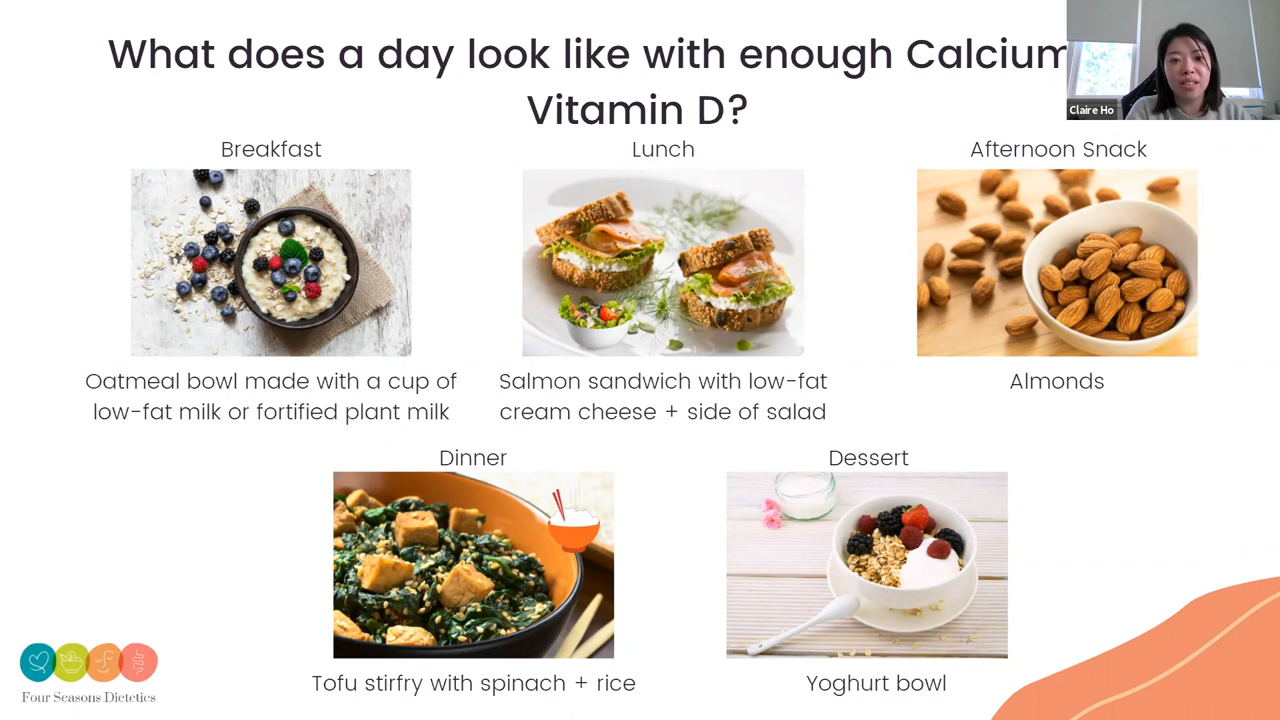 What does a day look like with enough Calcium
Vitamin D?
Claire Ho
Breakfast
Lunch
Afternoon Snack
Oatmeal bowl made with a cup of
low-fat milk or fortified plant milk
Salmon sandwich with low-fat
cream cheese + side of salad
Almonds
Dinner
Dessert
Tofu stirfry with spinach + rice
Yoghurt bowl
Four Seasons Dietetics